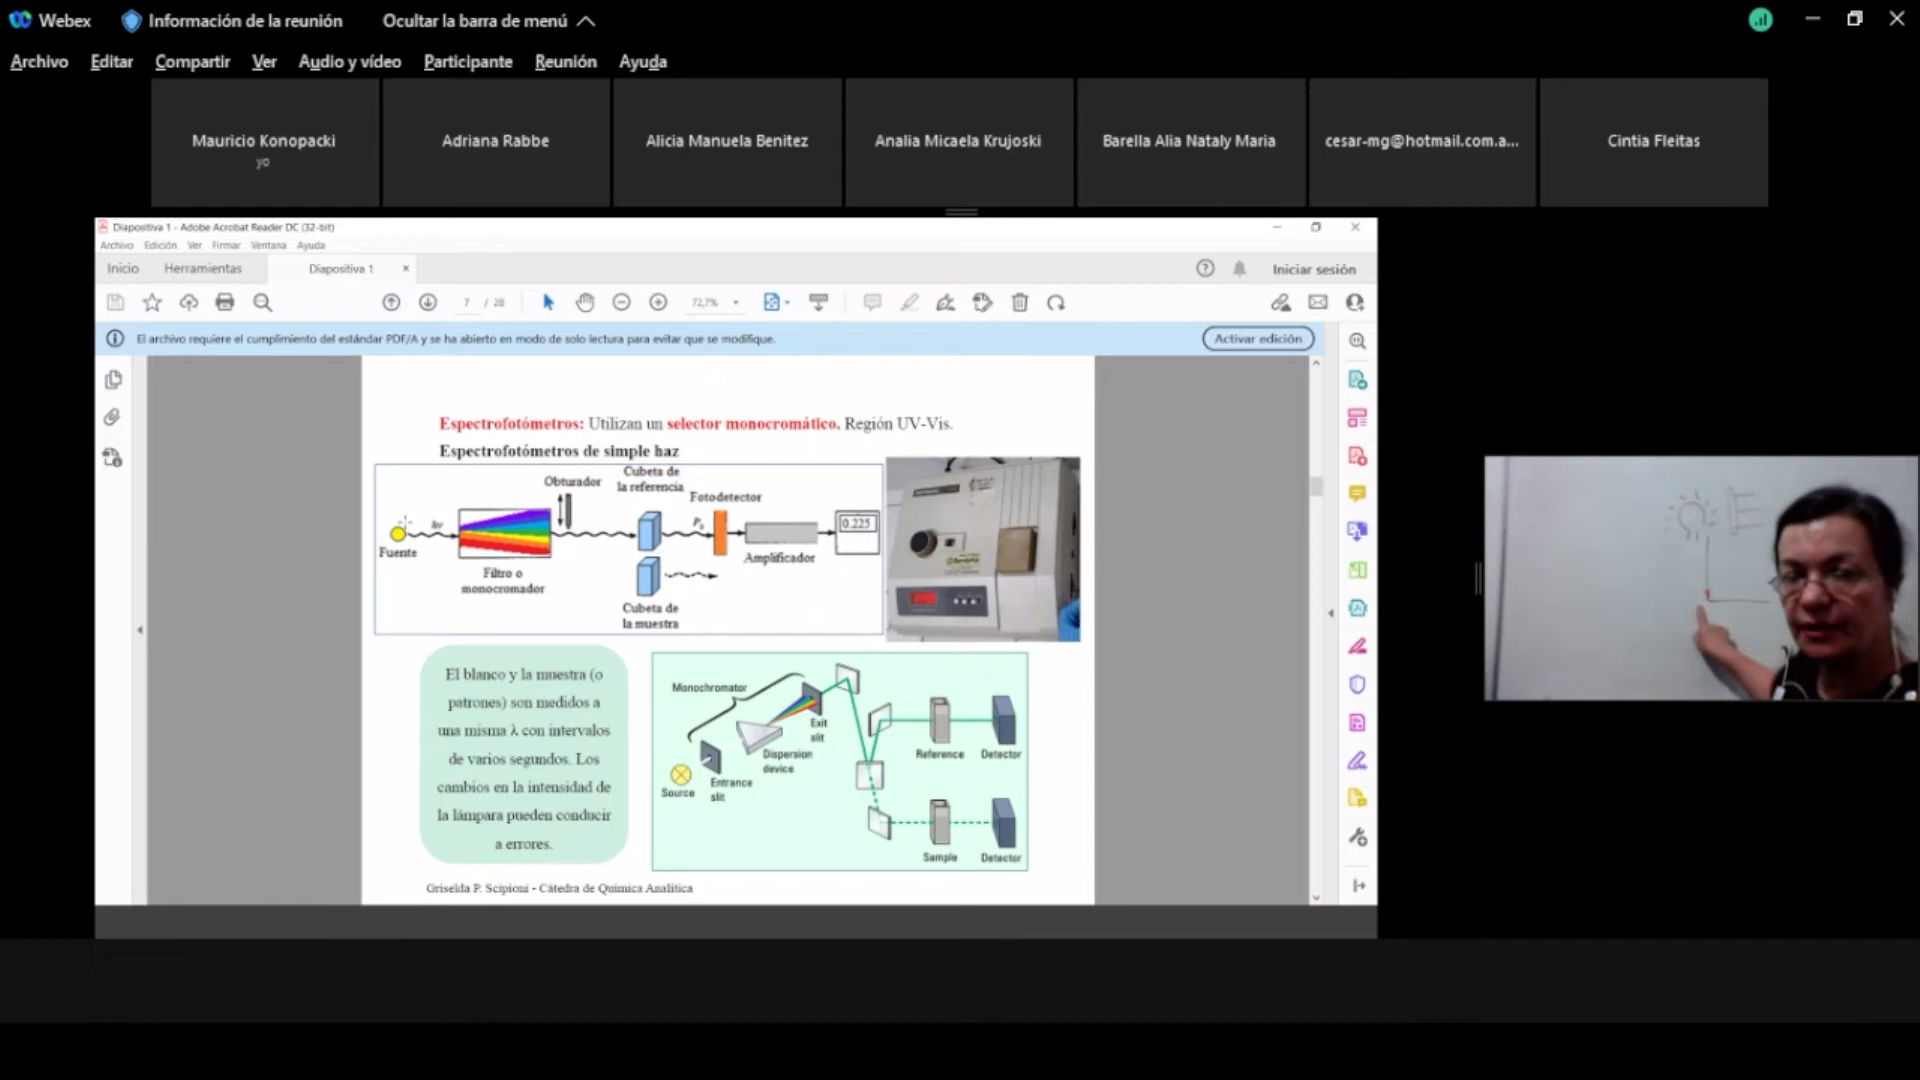 Webex Información de la reunión Ocultar la barra de menú
Archivo Editar Compartir Ver Audio y vídeo Participante Reunión Ayuda
Mauricio Konopacki
yo
Adriana Rabbe
Alicia Manuela Benitez
Analia Micaela Krujoski
Barella Alia Nataly Maria
cesar-mg@hotmail.com.a...
Cintia Fleitas
Diapositiva 1 - Adobe Acrobat Reader DC (32-bit)
Archivo Edición Ver Firmar Ventana Ayuda
Inicio Herramientas Diapositiva 1 Iniciar sesión
7 / 28 72,7%
El archivo requiere el cumplimiento del estándar PDF/A y se ha abierto en modo de solo lectura para evitar que se modifique. Activar edición
Espectrofotómetros: Utilizan un selector monocromático. Región UV-Vis.
Espectrofotómetros de simple haz
Obturador
Cubeta de
la referencia
Fotodetector
hν
P₀
0.225
Fuente
Amplificador
Filtro o
monocromador
Cubeta de
la muestra
El blanco y la muestra (o
patrones) son medidos a
una misma λ con intervalos
de varios segundos. Los
cambios en la intensidad de
la lámpara pueden conducir
a errores.
Monochromator
Exit
slit
Dispersion
device
Entrance
slit
Source
Reference
Detector
Sample
Detector
Griselda P. Scipioni - Cátedra de Química Analítica